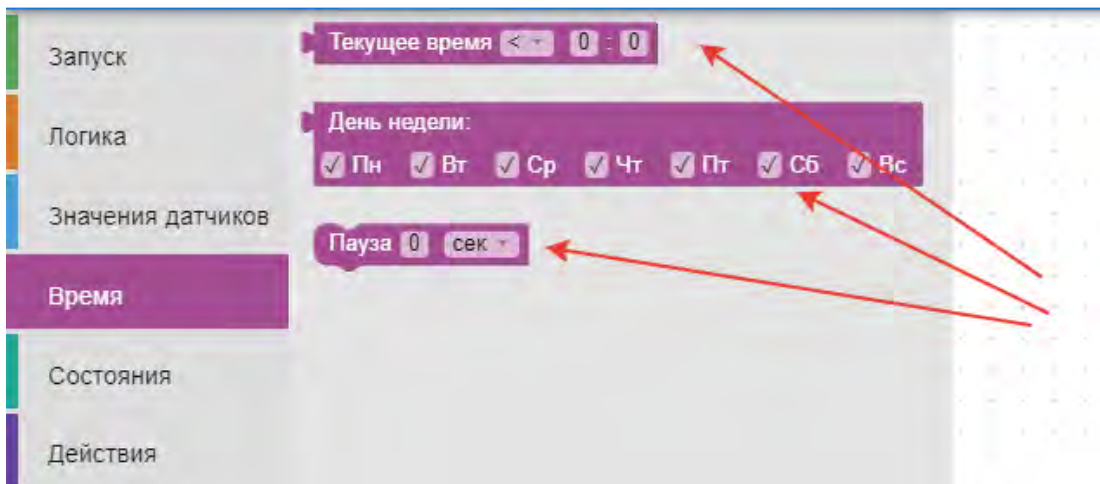 Запуск
Логика
Значения датчиков
Время
Состояния
Действия
Текущее время < 0 : 0
День недели:
✓ Пн ✓ Вт ✓ Ср ✓ Чт ✓ Пт ✓ Сб ✓ Вс
Пауза 0 сек